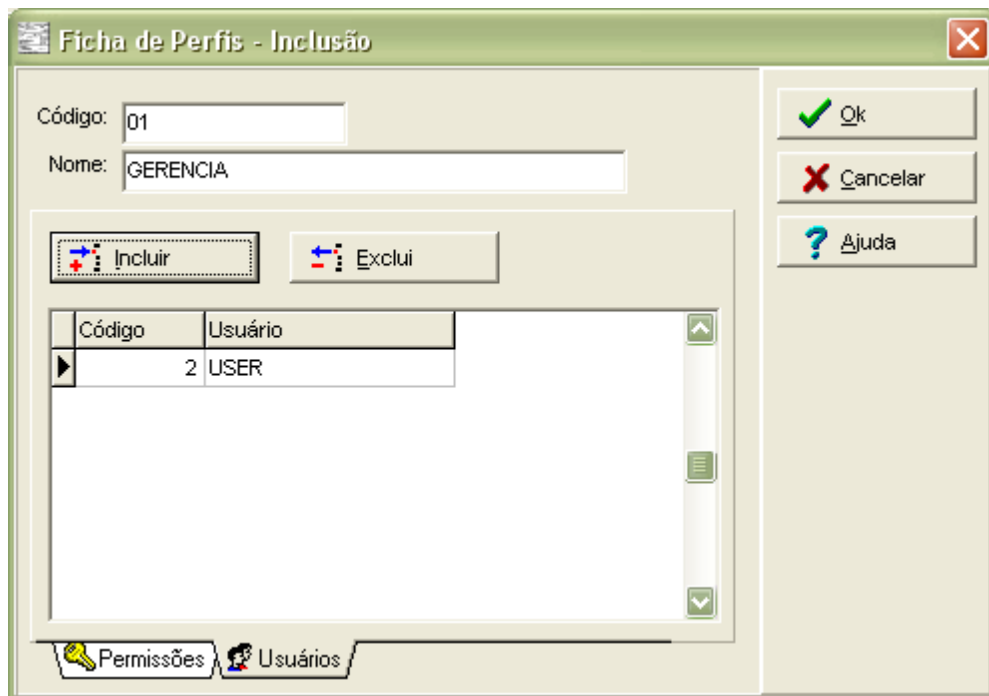 Ficha de Perfis - Inclusão
Código: 01
Nome: GERENCIA
Ok
Cancelar
Ajuda
Incluir Exclui
Código Usuário
2 USER
Permissões Usuários